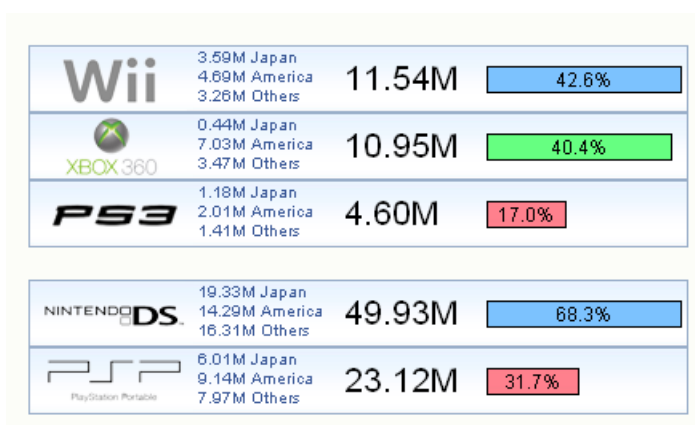 Wii
3.59M Japan
4.69M America
3.26M Others
11.54M
42.6%
XBOX 360
0.44M Japan
7.03M America
3.47M Others
10.95M
40.4%
PS3
1.18M Japan
2.01M America
1.41M Others
4.60M
17.0%
NINTENDO DS
19.33M Japan
14.29M America
16.31M Others
49.93M
68.3%
PSP
PlayStation Portable
6.01M Japan
9.14M America
7.97M Others
23.12M
31.7%